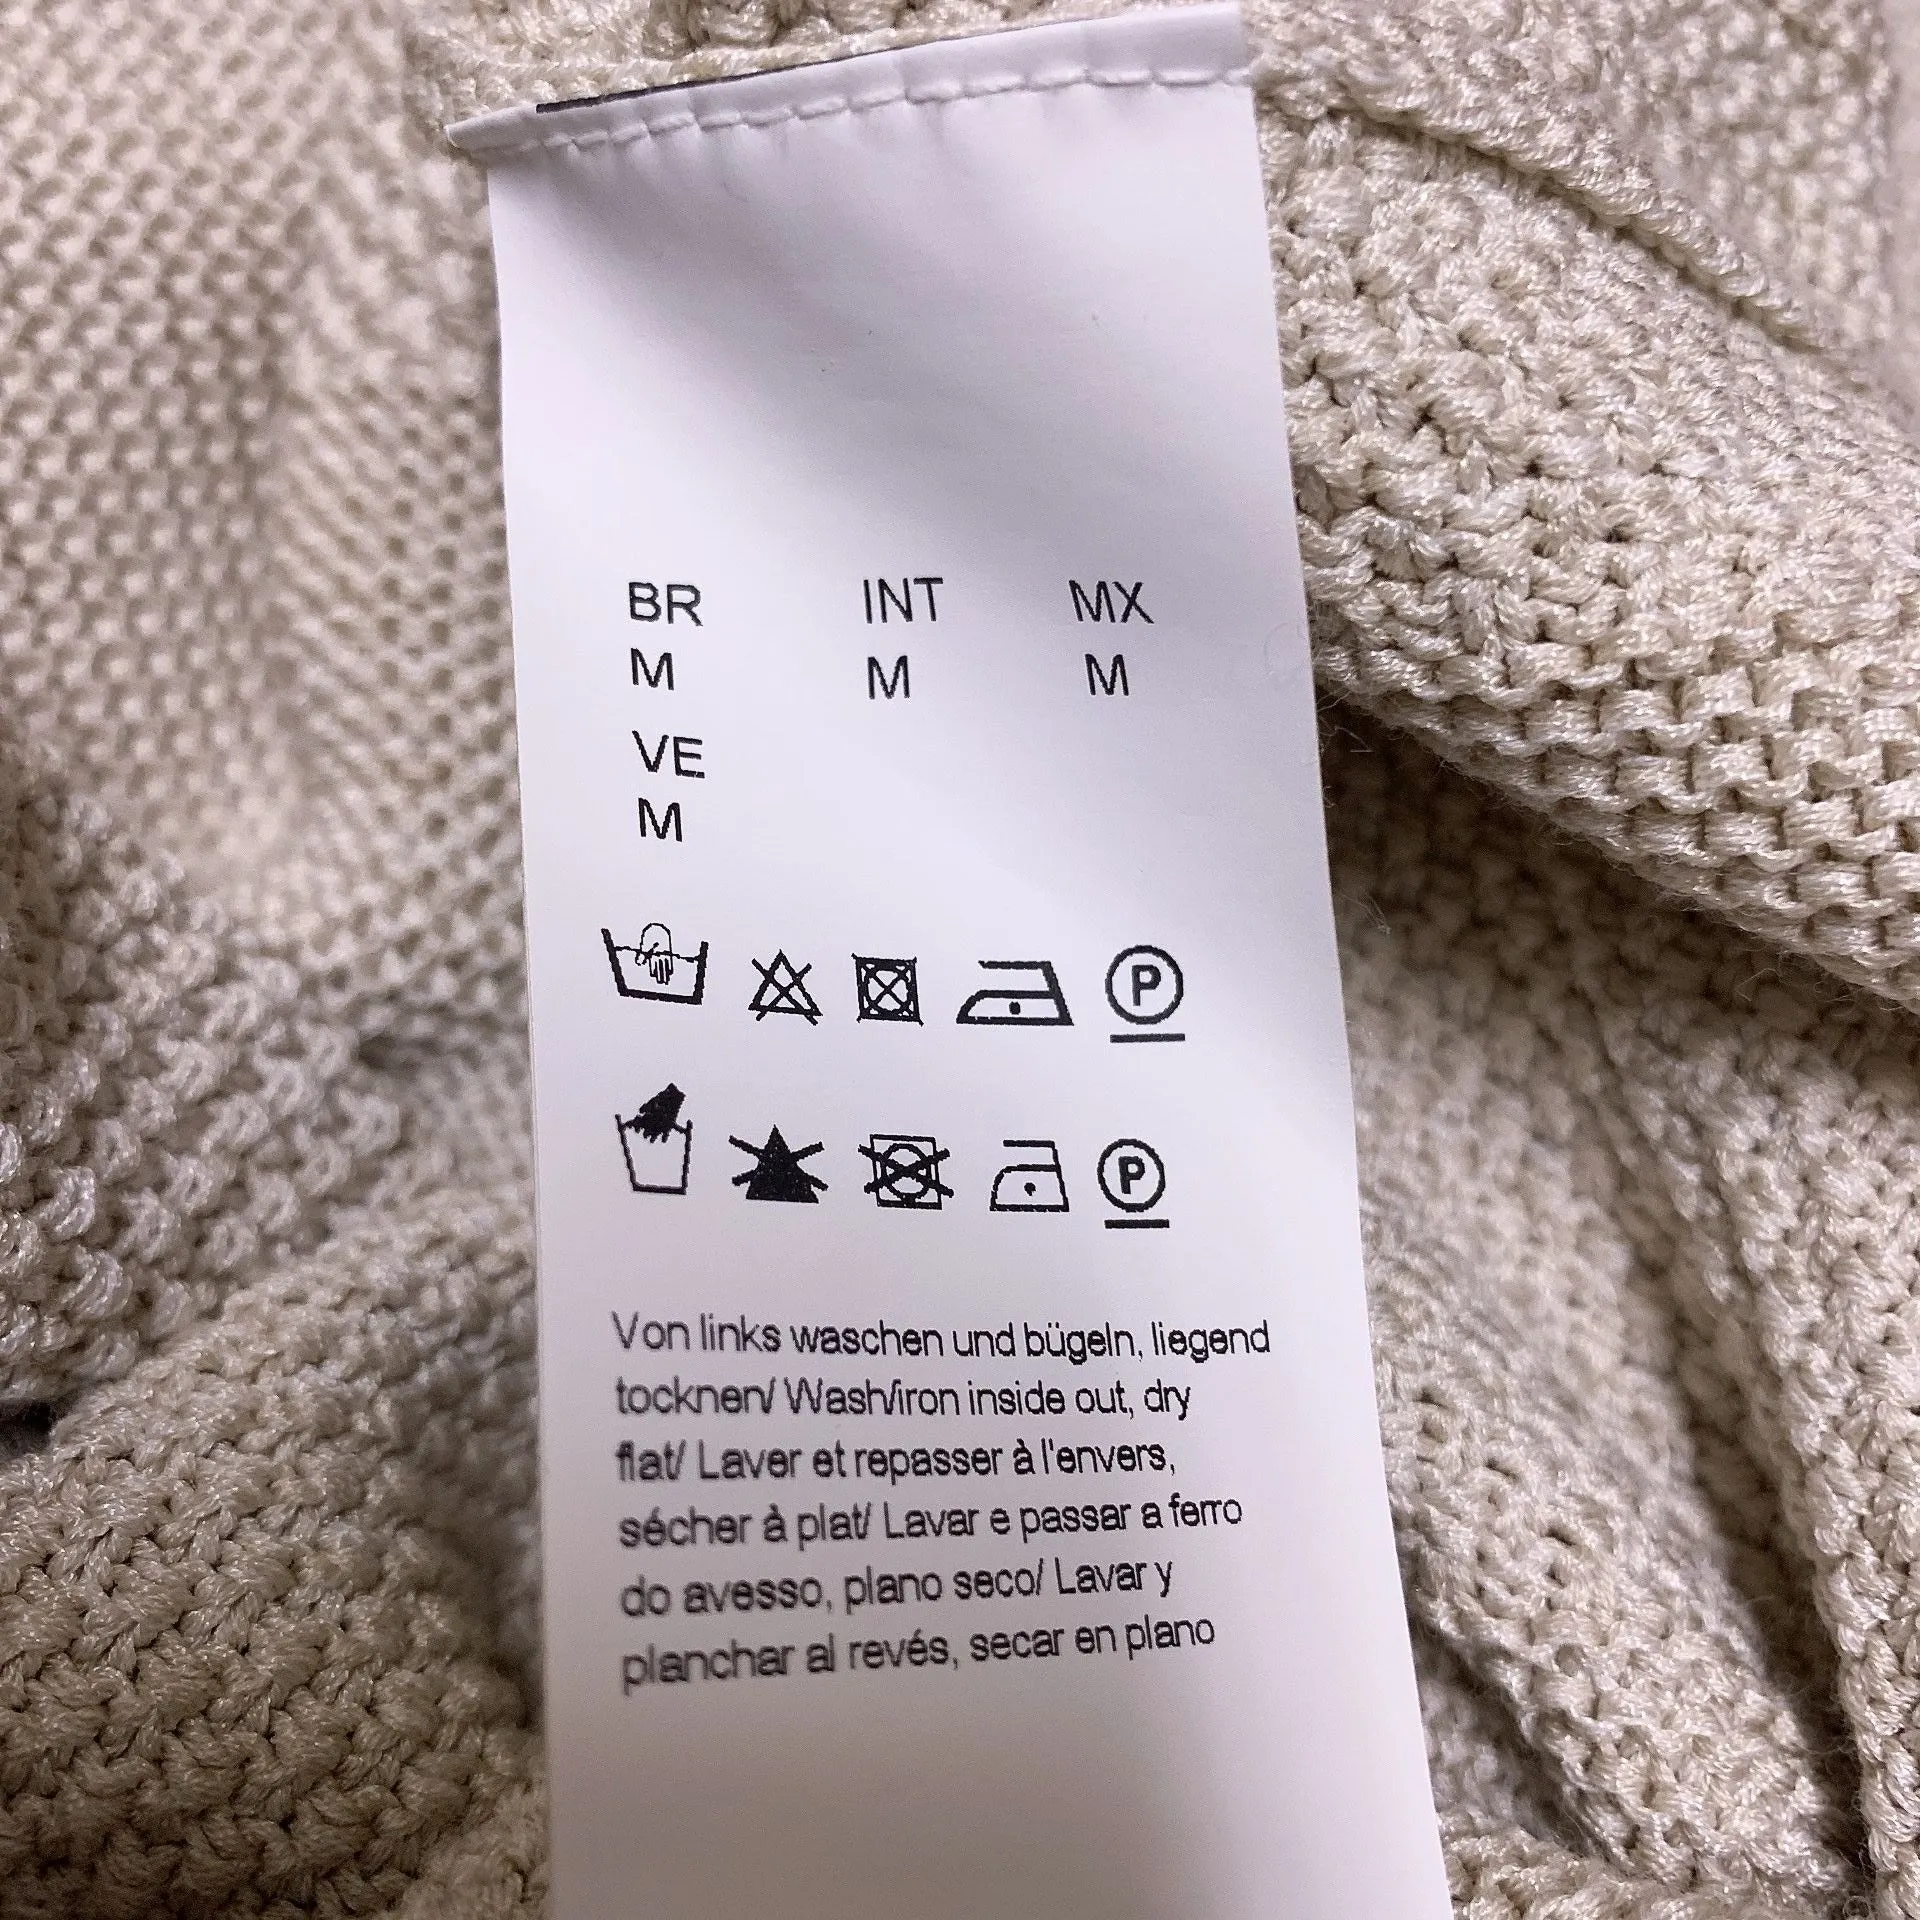 BR INT MX
M M M
VE
M
P
P
Von links waschen und bügeln, liegend
tocknen/ Wash/iron inside out, dry
flat/ Laver et repasser à l'envers,
sécher à plat/ Lavar e passar a ferro
do avesso, plano seco/ Lavar y
planchar al revés, secar en plano